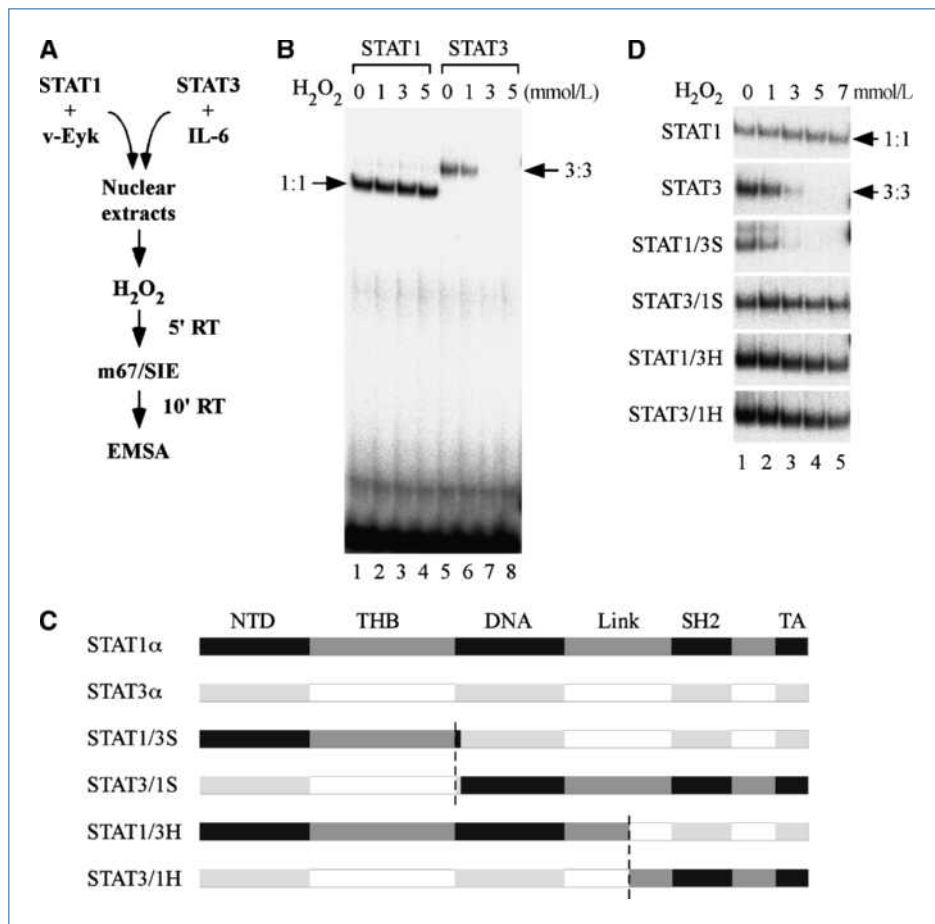 A
STAT1 STAT3
+ +
v-Eyk IL-6
Nuclear
extracts
H2O2
5' RT
m67/SIE
10' RT
EMSA
B
STAT1 STAT3
H2O2 0 1 3 5 0 1 3 5 (mmol/L)
1:1
3:3
1 2 3 4 5 6 7 8
D
H2O2 0 1 3 5 7 mmol/L
STAT1 1:1
STAT3 3:3
STAT1/3S
STAT3/1S
STAT1/3H
STAT3/1H
1 2 3 4 5
C
NTD THB DNA Link SH2 TA
STAT1α
STAT3α
STAT1/3S
STAT3/1S
STAT1/3H
STAT3/1H